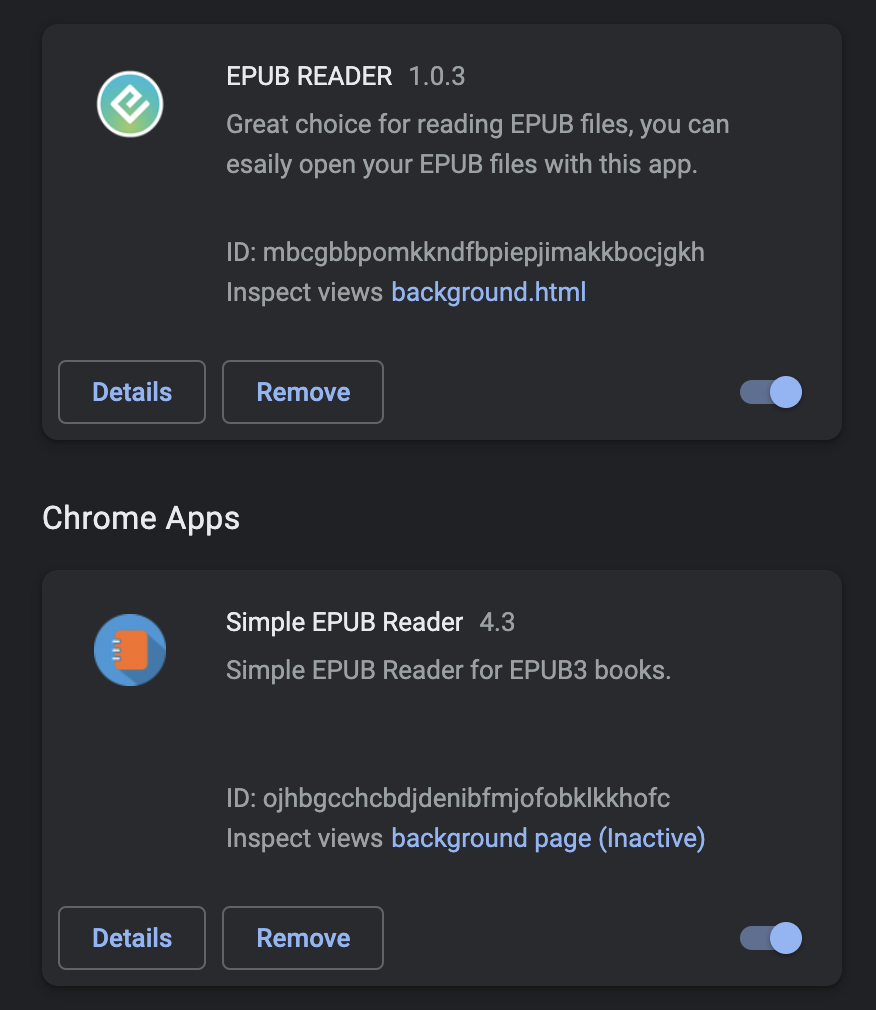 EPUB READER 1.0.3
Great choice for reading EPUB files, you can
esaily open your EPUB files with this app.
ID: mbcgbbpomkkndfbpiepjimakkbocjgkh
Inspect views background.html
Details Remove
Chrome Apps
Simple EPUB Reader 4.3
Simple EPUB Reader for EPUB3 books.
ID: ojhbgcchcbdjdenibfmjofobklkkhofc
Inspect views background page (Inactive)
Details Remove